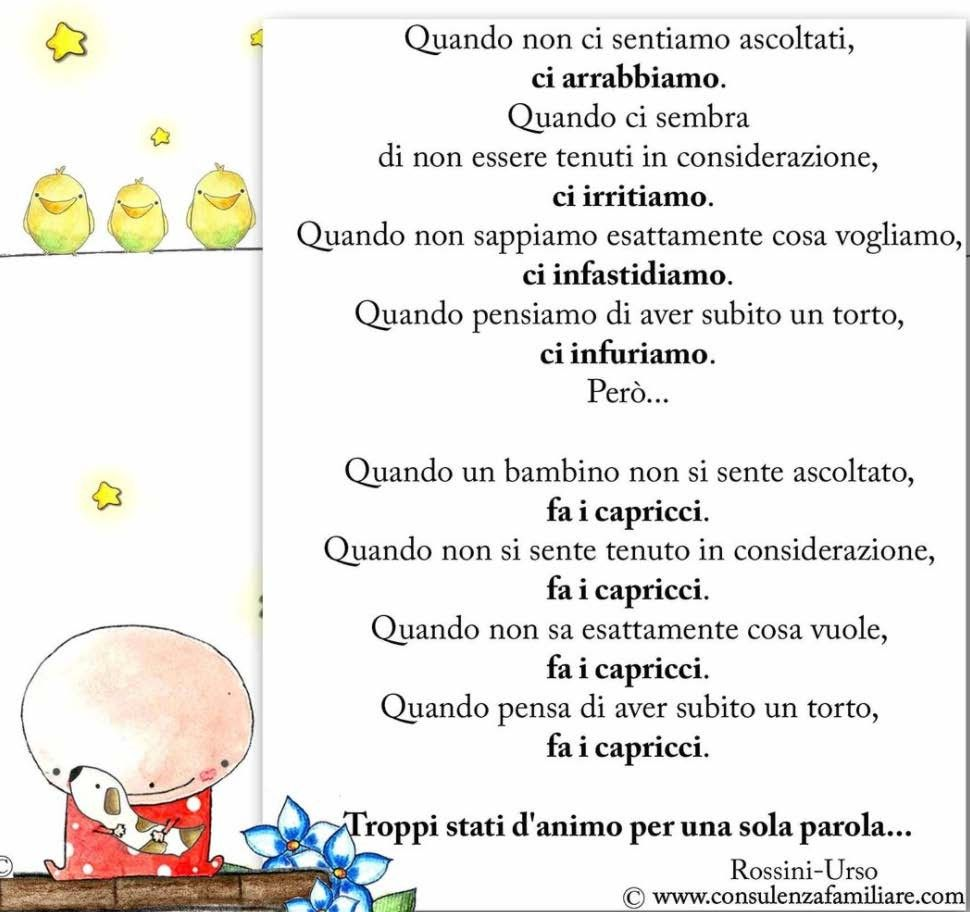 Quando non ci sentiamo ascoltati,
ci arrabbiamo.
Quando ci sembra
di non essere tenuti in considerazione,
ci irritiamo.
Quando non sappiamo esattamente cosa vogliamo,
ci infastidiamo.
Quando pensiamo di aver subito un torto,
ci infuriamo.
Però...
Quando un bambino non si sente ascoltato,
fa i capricci.
Quando non si sente tenuto in considerazione,
fa i capricci.
Quando non sa esattamente cosa vuole,
fa i capricci.
Quando pensa di aver subito un torto,
fa i capricci.
Troppi stati d'animo per una sola parola...
Rossini-Urso
© www.consulenzafamiliare.com
©